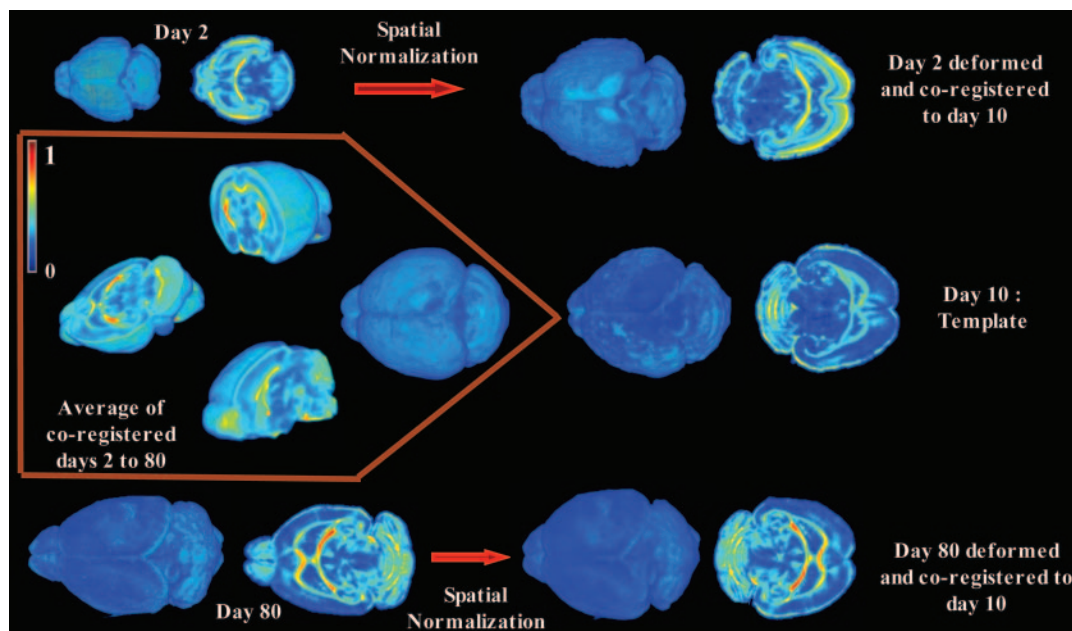 Day 2
Spatial
Normalization
Day 2 deformed
and co-registered
to day 10
1
0
Average of
co-registered
days 2 to 80
Day 10 :
Template
Day 80
Spatial
Normalization
Day 80 deformed
and co-registered to
day 10